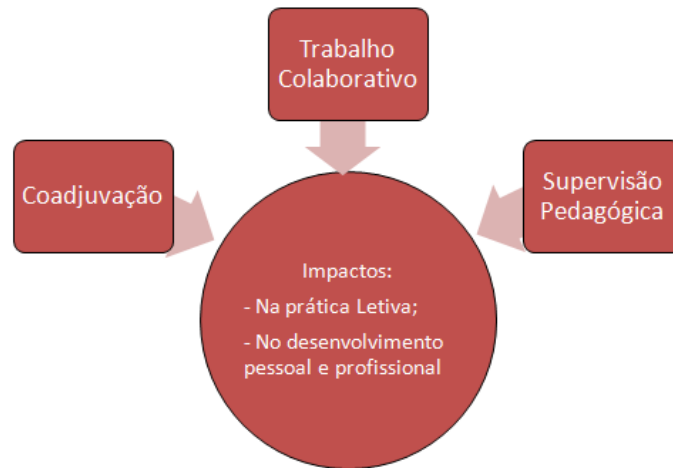 Trabalho
Colaborativo
Coadjuvação
Supervisão
Pedagógica
Impactos:
- Na prática Letiva;
- No desenvolvimento
pessoal e profissional